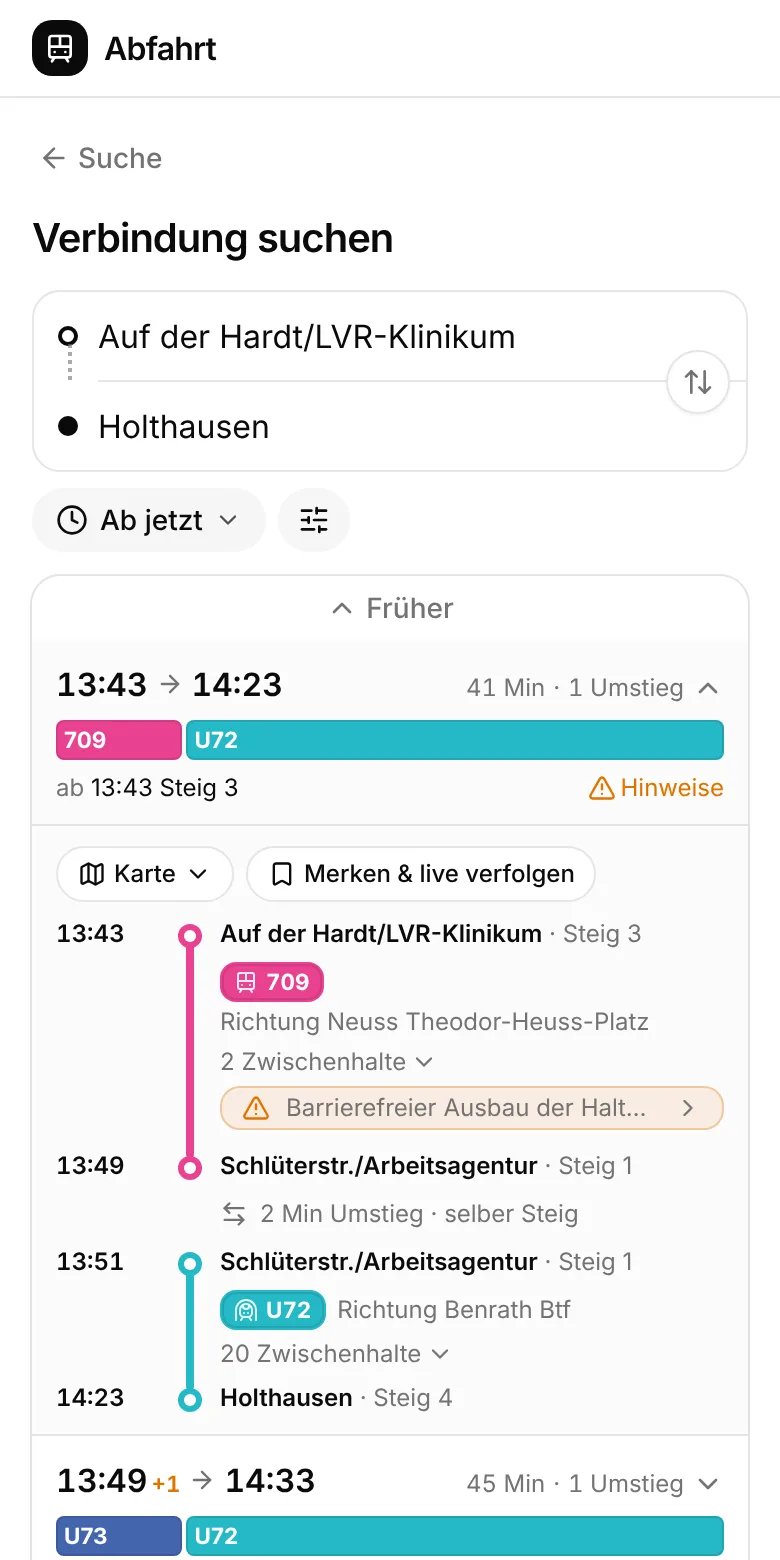 Abfahrt
← Suche
Verbindung suchen
Auf der Hardt/LVR-Klinikum
Holthausen
Ab jetzt
Früher
13:43 → 14:23 41 Min · 1 Umstieg
709 U72
ab 13:43 Steig 3 Hinweise
Karte Merken & live verfolgen
13:43 Auf der Hardt/LVR-Klinikum · Steig 3
709
Richtung Neuss Theodor-Heuss-Platz
2 Zwischenhalte
Barrierefreier Ausbau der Halt...
13:49 Schlüterstr./Arbeitsagentur · Steig 1
2 Min Umstieg · selber Steig
13:51 Schlüterstr./Arbeitsagentur · Steig 1
U72 Richtung Benrath Btf
20 Zwischenhalte
14:23 Holthausen · Steig 4
13:49 +1 → 14:33 45 Min · 1 Umstieg
U73 U72